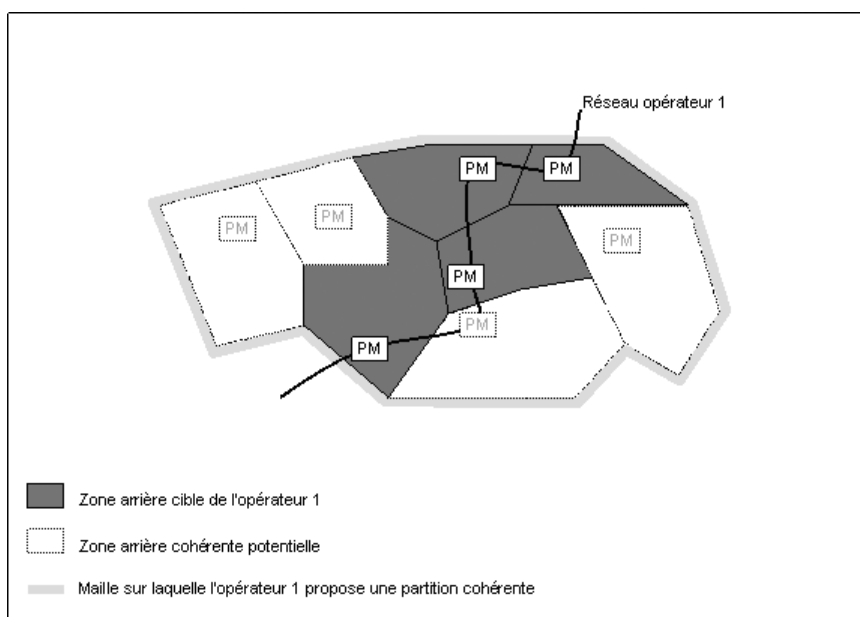 Réseau opérateur 1
PM PM
PM
PM
PM
PM
PM
PM
Zone arrière cible de l'opérateur 1
Zone arrière cohérente potentielle
Maille sur laquelle l'opérateur 1 propose une partition cohérente